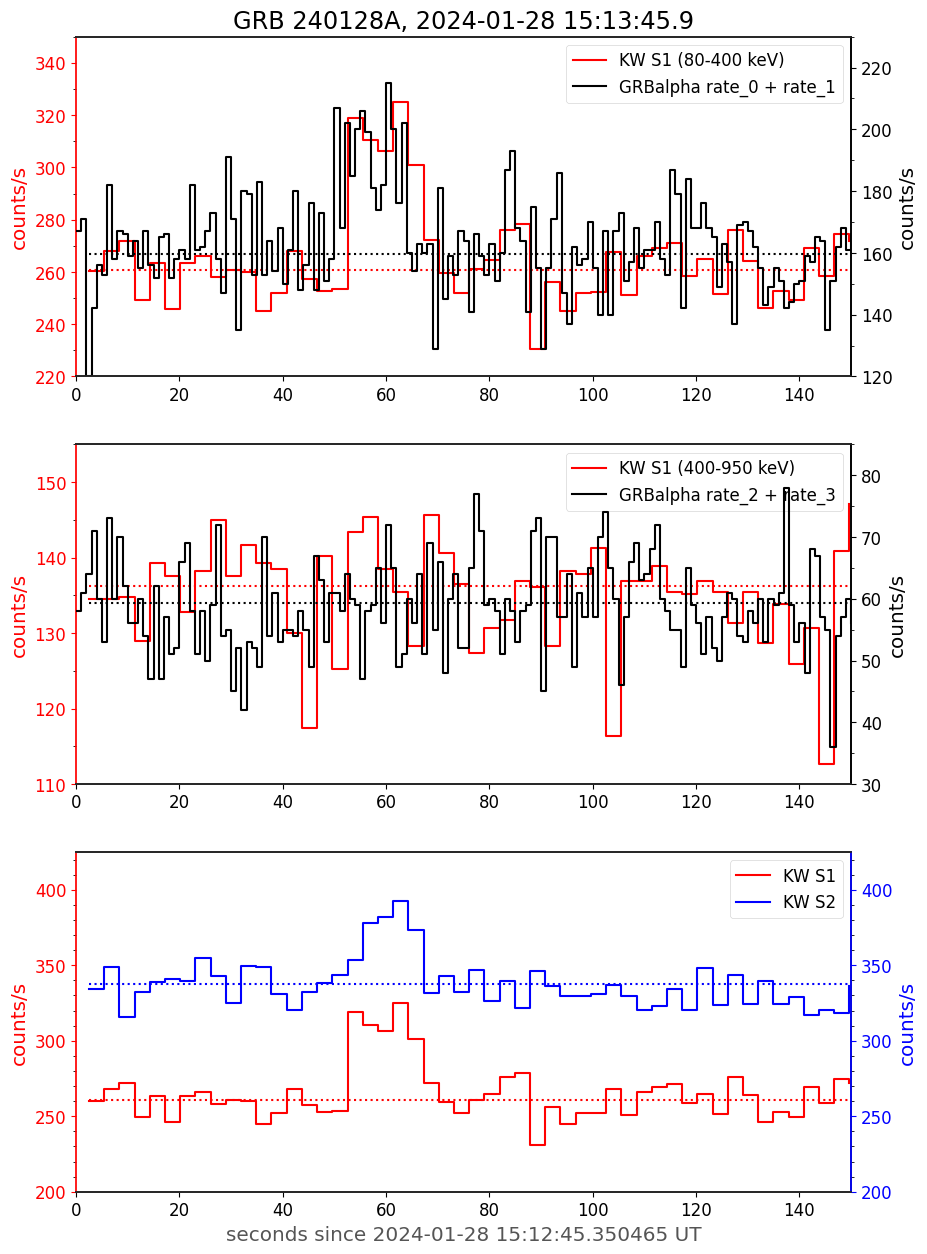 GRB 240128A, 2024-01-28 15:13:45.9
KW S1 (80-400 keV)
GRBalpha rate_0 + rate_1
counts/s
counts/s
340
320
300
280
260
240
220
220
200
180
160
140
120
0 20 40 60 80 100 120 140
KW S1 (400-950 keV)
GRBalpha rate_2 + rate_3
counts/s
counts/s
150
140
130
120
110
80
70
60
50
40
30
0 20 40 60 80 100 120 140
KW S1
KW S2
counts/s
counts/s
400
350
300
250
200
400
350
300
250
200
0 20 40 60 80 100 120 140
seconds since 2024-01-28 15:12:45.350465 UT